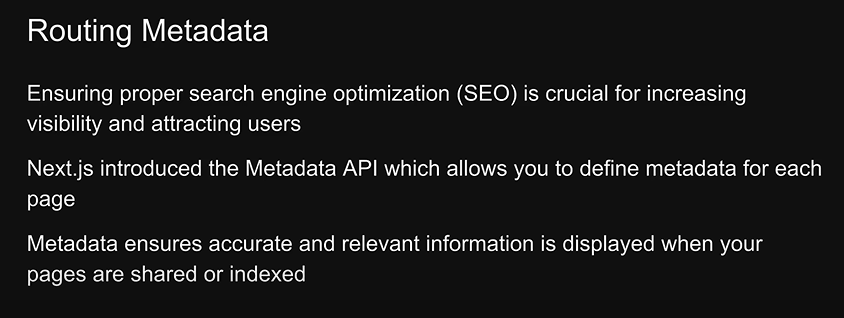 Routing Metadata
Ensuring proper search engine optimization (SEO) is crucial for increasing
visibility and attracting users
Next.js introduced the Metadata API which allows you to define metadata for each
page
Metadata ensures accurate and relevant information is displayed when your
pages are shared or indexed